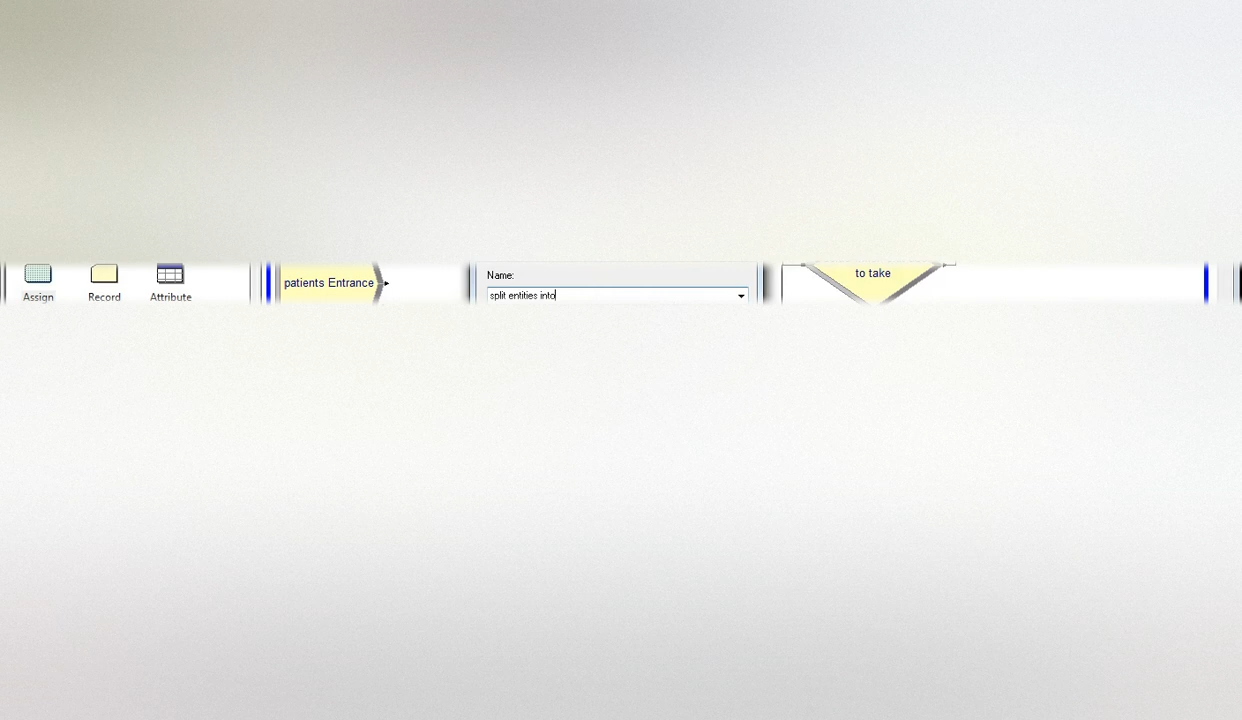 Assign
Record
Attribute
patients Entrance
Name:
split entities into
to take